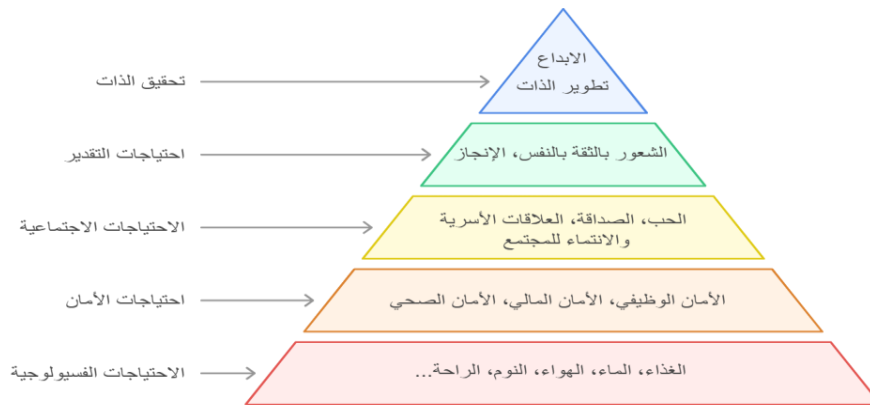 الابداع
تطوير الذات
تحقيق الذات
الشعور بالثقة بالنفس، الإنجاز
احتياجات التقدير
الحب، الصداقة، العلاقات الأسرية
والانتماء للمجتمع
الاحتياجات الاجتماعية
الأمان الوظيفي، الأمان المالي، الأمان الصحي
احتياجات الأمان
الغذاء، الماء، الهواء، النوم، الراحة...
الاحتياجات الفسيولوجية